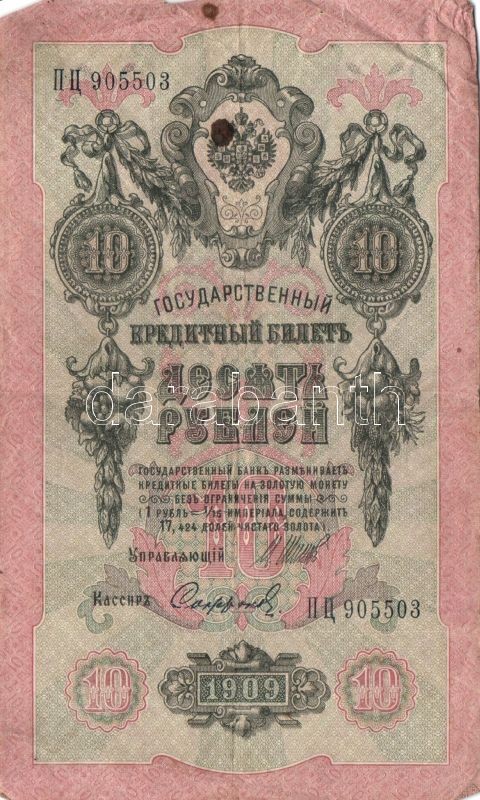 ПЦ 905503
10 10
ГОСУДАРСТВЕННЫЙ
КРЕДИТНЫЙ БИЛЕТЪ
ДЕСЯТЬ
РУБЛЕЙ
darabanth
ГОСУДАРСТВЕННЫЙ БАНКЪ РАЗМѢНИВАЕТЪ
КРЕДИТНЫЕ БИЛЕТЫ НА ЗОЛОТУЮ МОНЕТУ
БЕЗЪ ОГРАНИЧЕНІЯ СУММЫ
(1 РУБЛЬ = 1/15 ИМПЕРІАЛА, СОДЕРЖИТЪ
17,424 ДОЛЕЙ ЧИСТАГО ЗОЛОТА).
10
УПРАВЛЯЮЩІЙ
КАССИРЪ
ПЦ 905503
10 1909 10